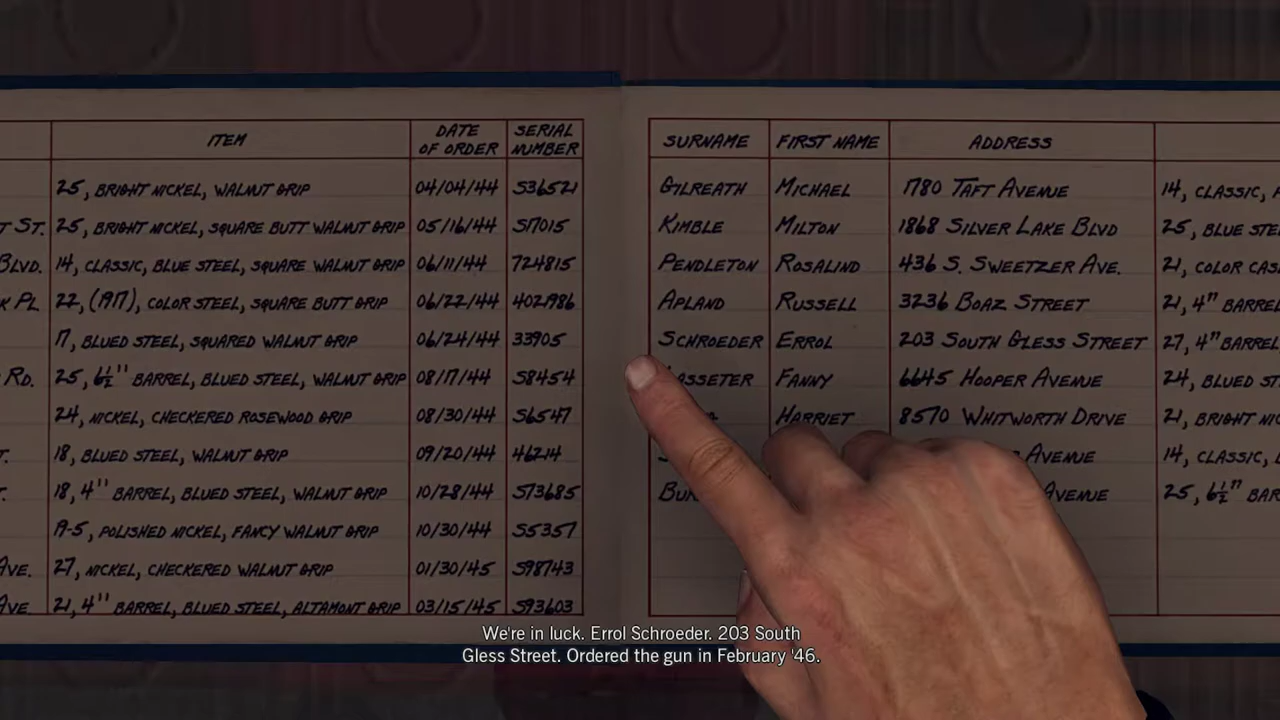 ITEM DATE OF ORDER SERIAL NUMBER
25, BRIGHT NICKEL, WALNUT GRIP 04/04/44 S36521
ST. 25, BRIGHT NICKEL, SQUARE BUTT WALNUT GRIP 05/16/44 S17015
BLVD. 14, CLASSIC, BLUE STEEL, SQUARE WALNUT GRIP 06/11/44 724815
PL 22, (1917), COLOR STEEL, SQUARE BUTT GRIP 06/22/44 402986
17, BLUED STEEL, SQUARED WALNUT GRIP 06/24/44 33905
RD. 25, 6½" BARREL, BLUED STEEL, WALNUT GRIP 08/17/44 S8454
24, NICKEL, CHECKERED ROSEWOOD GRIP 08/30/44 S6547
18, BLUED STEEL, WALNUT GRIP 09/20/44 46214
18, 4" BARREL, BLUED STEEL, WALNUT GRIP 10/28/44 S73685
A-5, POLISHED NICKEL, FANCY WALNUT GRIP 10/30/44 S5357
AVE. 27, NICKEL, CHECKERED WALNUT GRIP 01/30/45 S98743
AVE 21, 4" BARREL, BLUED STEEL, ALTAMONT GRIP 03/15/45 S93603
SURNAME FIRST NAME ADDRESS
GILREATH MICHAEL 1780 TAFT AVENUE 14, CLASSIC,
KIMBLE MILTON 1868 SILVER LAKE BLVD 25, BLUE
PENDLETON ROSALIND 436 S. SWEETZER AVE. 21, COLOR
APLAND RUSSELL 3236 BOAZ STREET 21, 4" BARREL
SCHROEDER ERROL 203 SOUTH GLESS STREET 27, 4" BARREL
FANNY 6645 HOOPER AVENUE 24, BLUED
HARRIET 8570 WHITWORTH DRIVE 21, BRIGHT
AVENUE 14, CLASSIC,
AVENUE 25, 6½"
We're in luck. Errol Schroeder. 203 South
Gless Street. Ordered the gun in February '46.